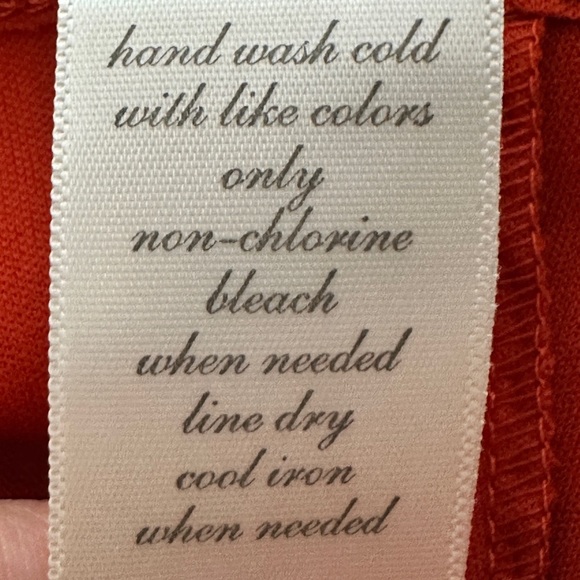 hand wash cold
with like colors
only
non-chlorine
bleach
when needed
line dry
cool iron
when needed